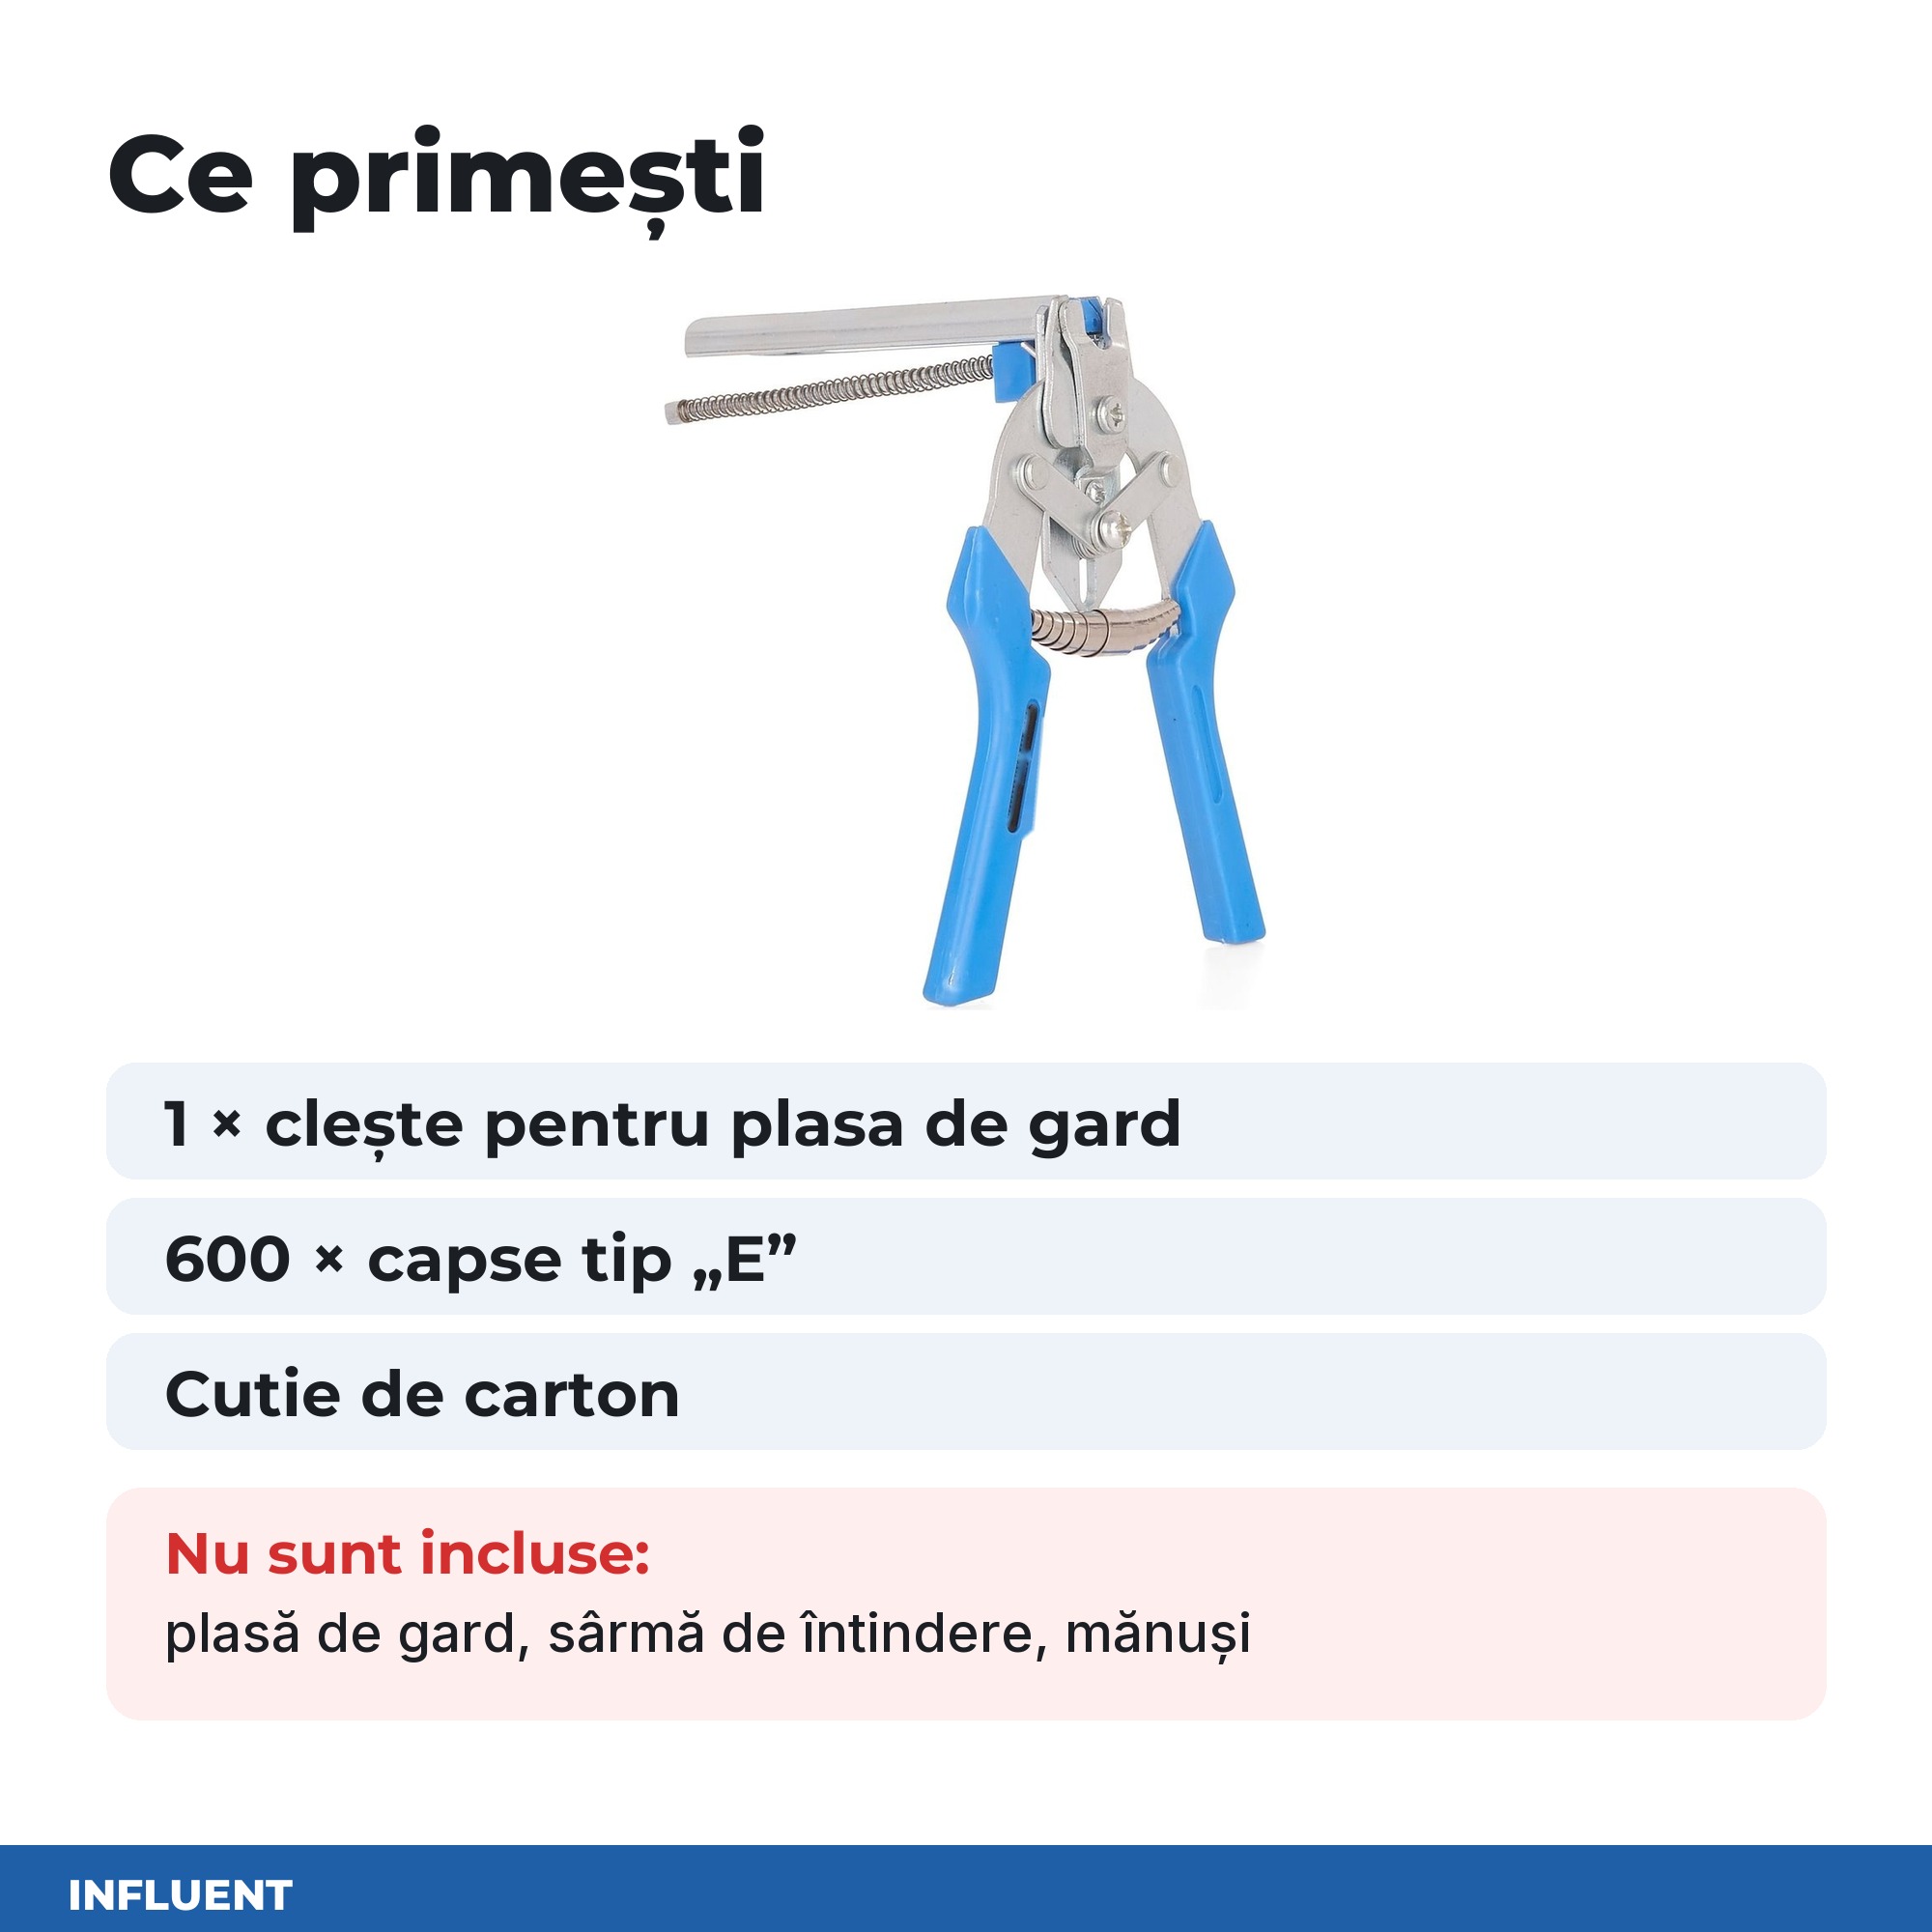 Ce primești
1 × clește pentru plasa de gard
600 × capse tip „E”
Cutie de carton
Nu sunt incluse:
plasă de gard, sârmă de întindere, mănuși
INFLUENT